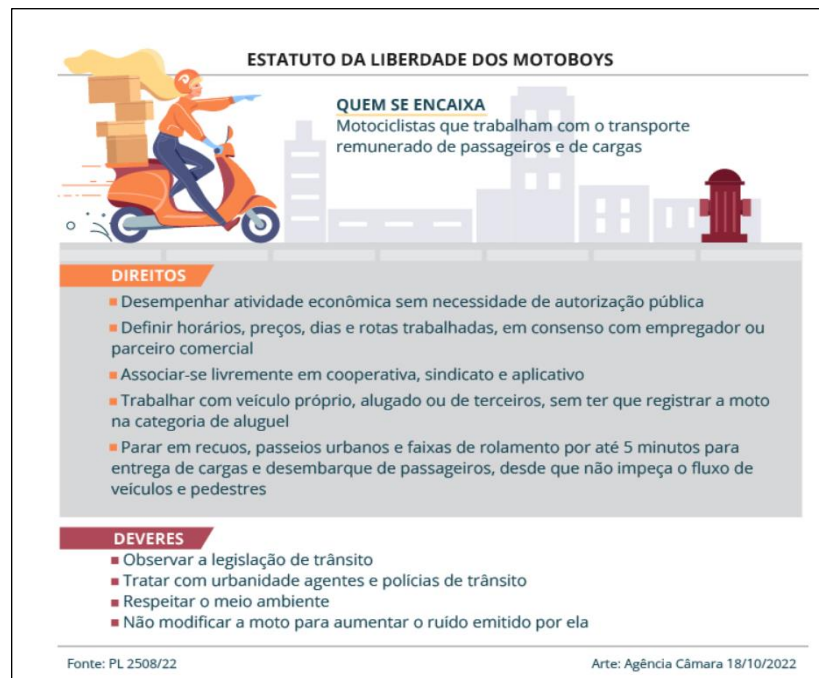 ESTATUTO DA LIBERDADE DOS MOTOBOYS
QUEM SE ENCAIXA
Motociclistas que trabalham com o transporte
remunerado de passageiros e de cargas
DIREITOS
Desempenhar atividade econômica sem necessidade de autorização pública
Definir horários, preços, dias e rotas trabalhadas, em consenso com empregador ou
parceiro comercial
Associar-se livremente em cooperativa, sindicato e aplicativo
Trabalhar com veículo próprio, alugado ou de terceiros, sem ter que registrar a moto
na categoria de aluguel
Parar em recuos, passeios urbanos e faixas de rolamento por até 5 minutos para
entrega de cargas e desembarque de passageiros, desde que não impeça o fluxo de
veículos e pedestres
DEVERES
Observar a legislação de trânsito
Tratar com urbanidade agentes e polícias de trânsito
Respeitar o meio ambiente
Não modificar a moto para aumentar o ruído emitido por ela
Fonte: PL 2508/22
Arte: Agência Câmara 18/10/2022